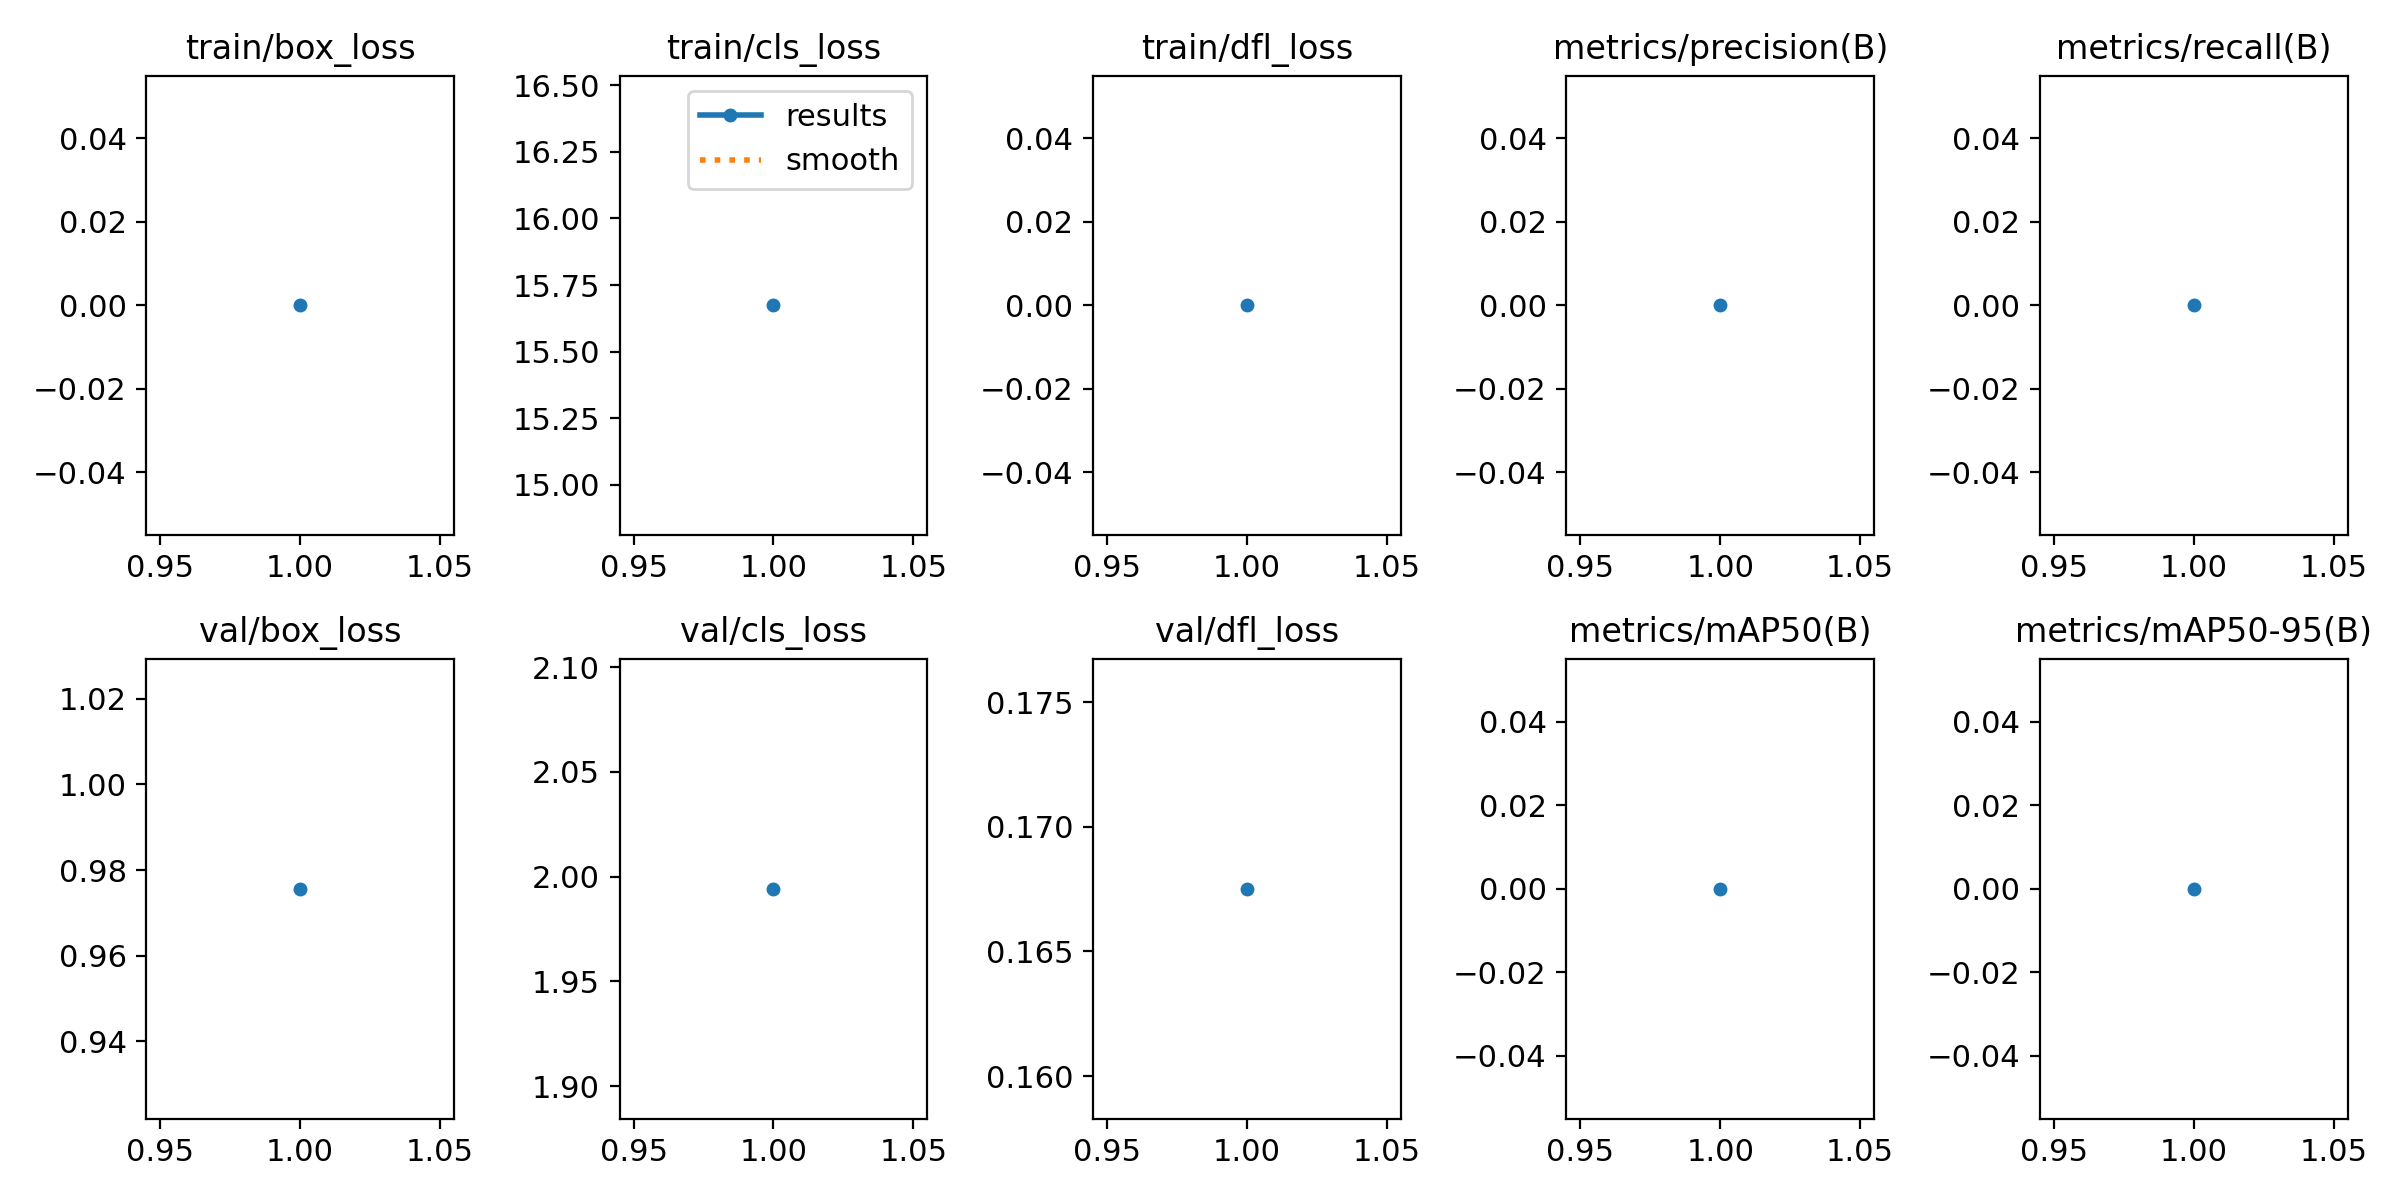 train/box_loss
0.04
0.02
0.00
−0.02
−0.04
0.95 1.00 1.05
train/cls_loss
results
smooth
16.50
16.25
16.00
15.75
15.50
15.25
15.00
0.95 1.00 1.05
train/dfl_loss
0.04
0.02
0.00
−0.02
−0.04
0.95 1.00 1.05
metrics/precision(B)
0.04
0.02
0.00
−0.02
−0.04
0.95 1.00 1.05
metrics/recall(B)
0.04
0.02
0.00
−0.02
−0.04
0.95 1.00 1.05
val/box_loss
1.02
1.00
0.98
0.96
0.94
0.95 1.00 1.05
val/cls_loss
2.10
2.05
2.00
1.95
1.90
0.95 1.00 1.05
val/dfl_loss
0.175
0.170
0.165
0.160
0.95 1.00 1.05
metrics/mAP50(B)
0.04
0.02
0.00
−0.02
−0.04
0.95 1.00 1.05
metrics/mAP50-95(B)
0.04
0.02
0.00
−0.02
−0.04
0.95 1.00 1.05